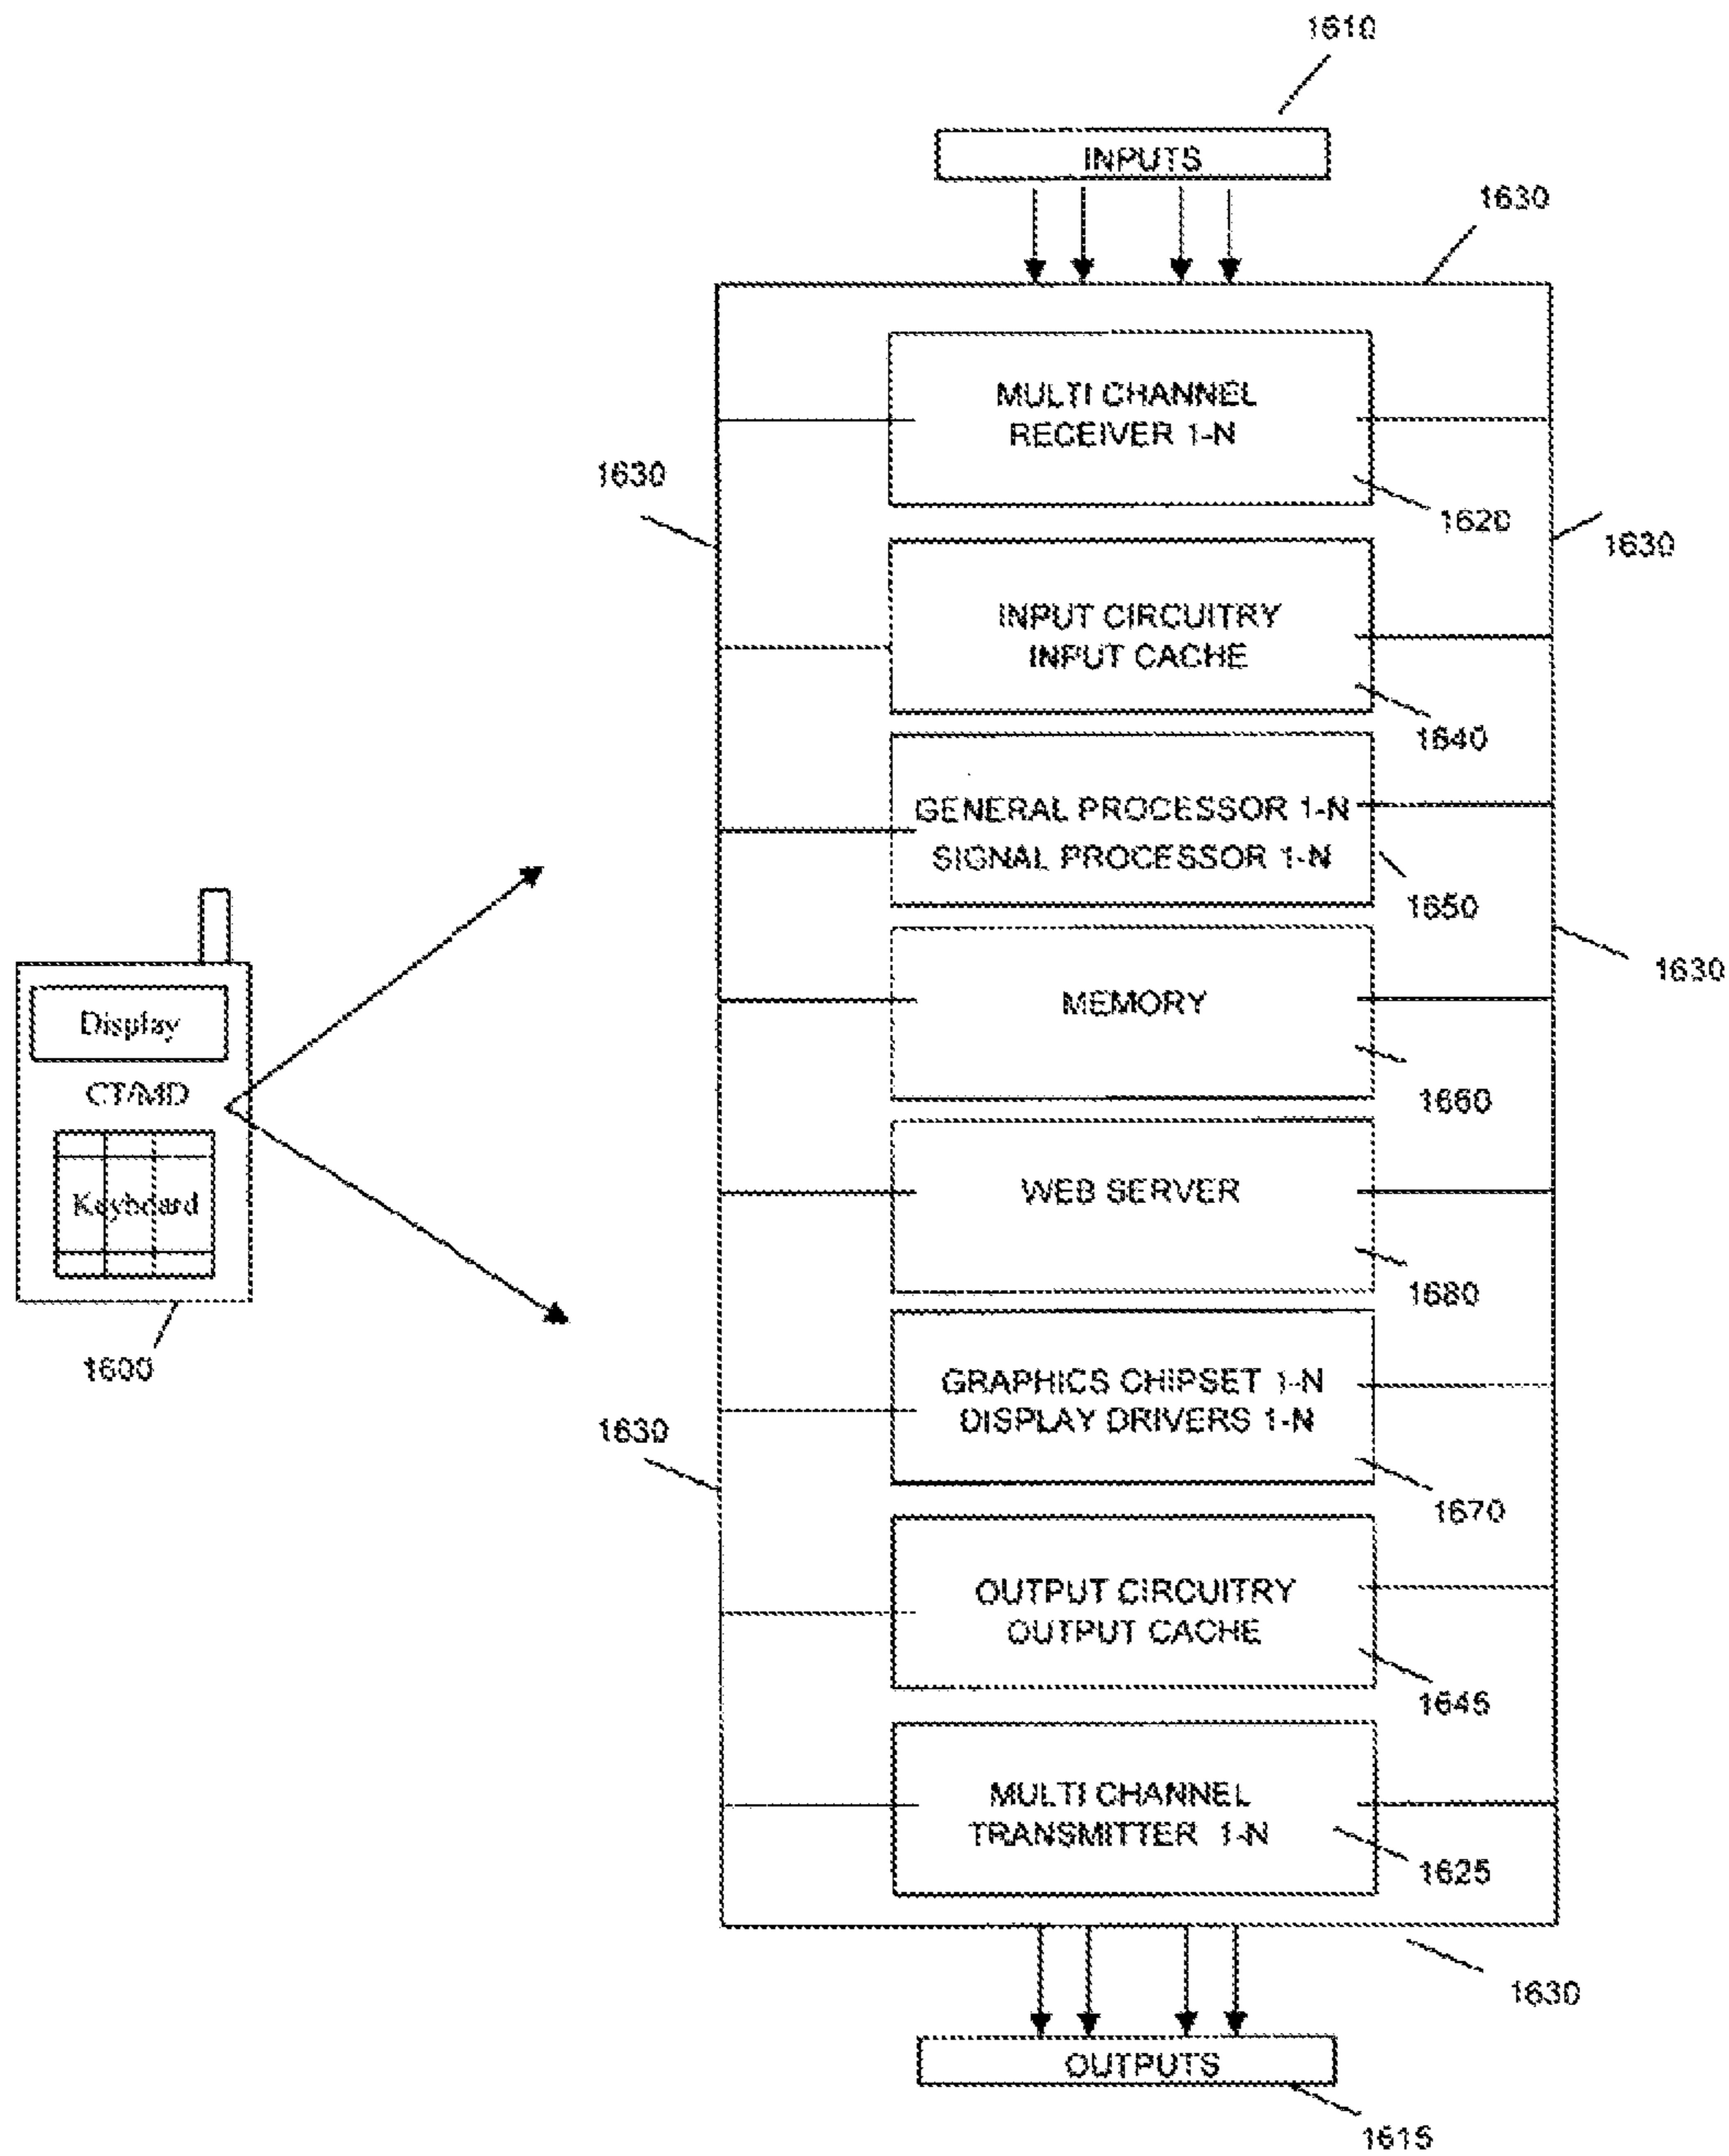 1610
INPUTS
1630
MULTI CHANNEL
RECEIVER 1-N
1630
1620
1630
INPUT CIRCUITRY
INPUT CACHE
1640
GENERAL PROCESSOR 1-N
SIGNAL PROCESSOR 1-N
1650
1630
MEMORY
Display
CT/MD
1660
Keyboard
WEB SERVER
1680
1600
GRAPHICS CHIPSET 1-N
DISPLAY DRIVERS 1-N
1630
1670
OUTPUT CIRCUITRY
OUTPUT CACHE
1645
MULTI CHANNEL
TRANSMITTER 1-N
1625
1630
OUTPUTS
1615